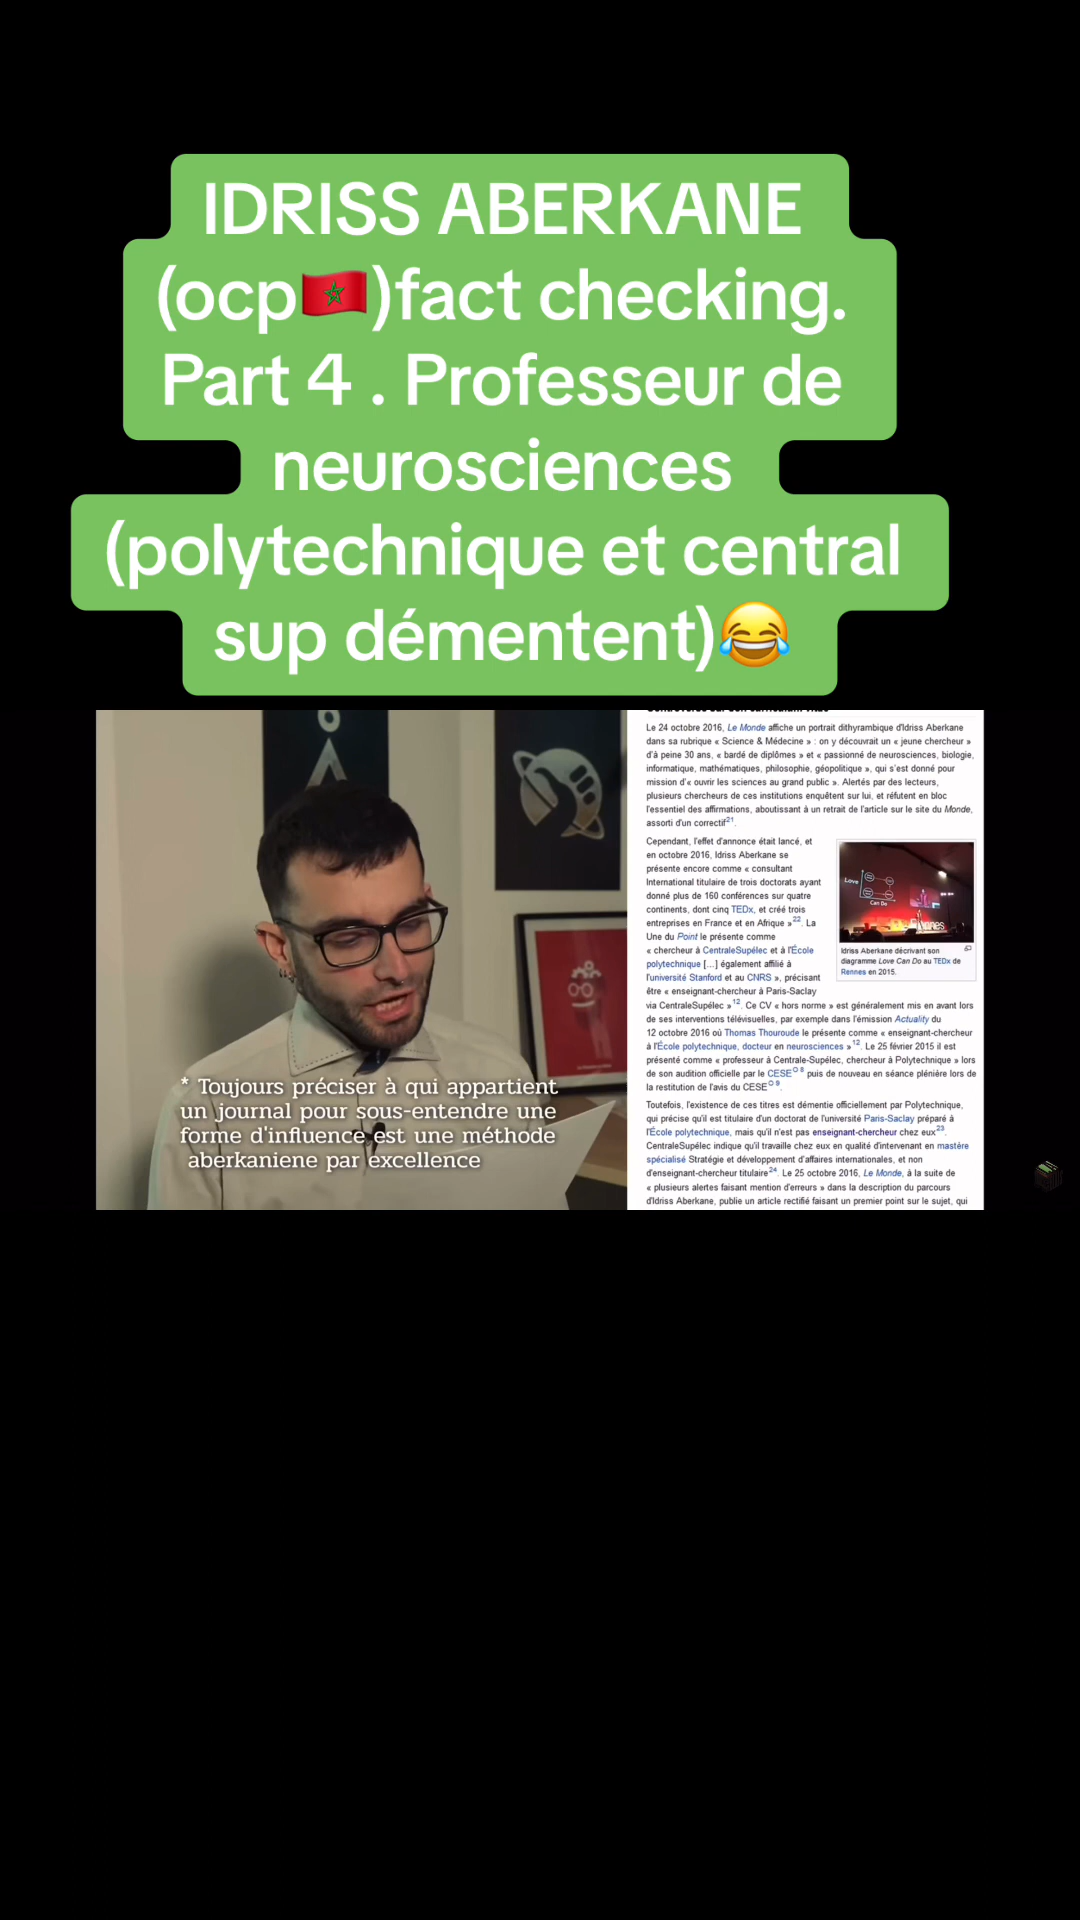 IDRISS ABERKANE
(ocp🇲🇦)fact checking.
Part 4 . Professeur de
neurosciences
(polytechnique et central
sup démentent)😂
Le 24 octobre 2016, Le Monde affiche un portrait dithyrambique d'Idriss Aberkane
dans sa rubrique « Science & Médecine » : on y découvrait un « jeune chercheur »
d'à peine 30 ans, « bardé de diplômes » et « passionné de neurosciences, biologie,
informatique, mathématiques, philosophie, géopolitique », qui s'est donné pour
mission d'« ouvrir les sciences au grand public ». Alertés par des lecteurs,
plusieurs chercheurs de ces institutions enquêtent sur lui, et réfutent en bloc
l'essentiel des affirmations, aboutissant à un retrait de l'article sur le site du Monde,
assorti d'un correctif21.
Cependant, l'effet d'annonce était lancé, et
en octobre 2016, Idriss Aberkane se
présente encore comme « consultant
International titulaire de trois doctorats ayant
donné plus de 160 conférences sur quatre
continents, dont cinq TEDx, et créé trois
entreprises en France et en Afrique »22. La
Une du Point le présente comme
« chercheur à CentraleSupélec et à l'École
polytechnique [...] également affilié à
l'université Stanford et au CNRS », précisant
être « enseignant-chercheur à Paris-Saclay
via CentraleSupélec »12. Ce CV « hors norme » est généralement mis en avant lors
de ses interventions télévisuelles, par exemple dans l'émission Actuality du
12 octobre 2016 où Thomas Thouroude le présente comme « enseignant-chercheur
à l'École polytechnique, docteur en neurosciences »12. Le 25 février 2015 il est
présenté comme « professeur à Centrale-Supélec, chercheur à Polytechnique » lors
de son audition officielle par le CESEO 8 puis de nouveau en séance plénière lors de
la restitution de l'avis du CESEO 9.
Toutefois, l'existence de ces titres est démentie officiellement par Polytechnique,
qui précise qu'il est titulaire d'un doctorat de l'université Paris-Saclay préparé à
l'École polytechnique, mais qu'il n'est pas enseignant-chercheur chez eux23.
CentraleSupélec indique qu'il travaille chez eux en qualité d'intervenant en mastère
spécialisé Stratégie et développement d'affaires internationales, et non
d'enseignant-chercheur titulaire24. Le 25 octobre 2016, Le Monde, à la suite de
« plusieurs alertes faisant mention d'erreurs » dans la description du parcours
d'Idriss Aberkane, publie un article rectifié faisant un premier point sur le sujet, qui
Idriss Aberkane décrivant son
diagramme Love Can Do au TEDx de
Rennes en 2015.
Love
Can Do
* Toujours préciser à qui appartient
un journal pour sous-entendre une
forme d'influence est une méthode
aberkaniene par excellence